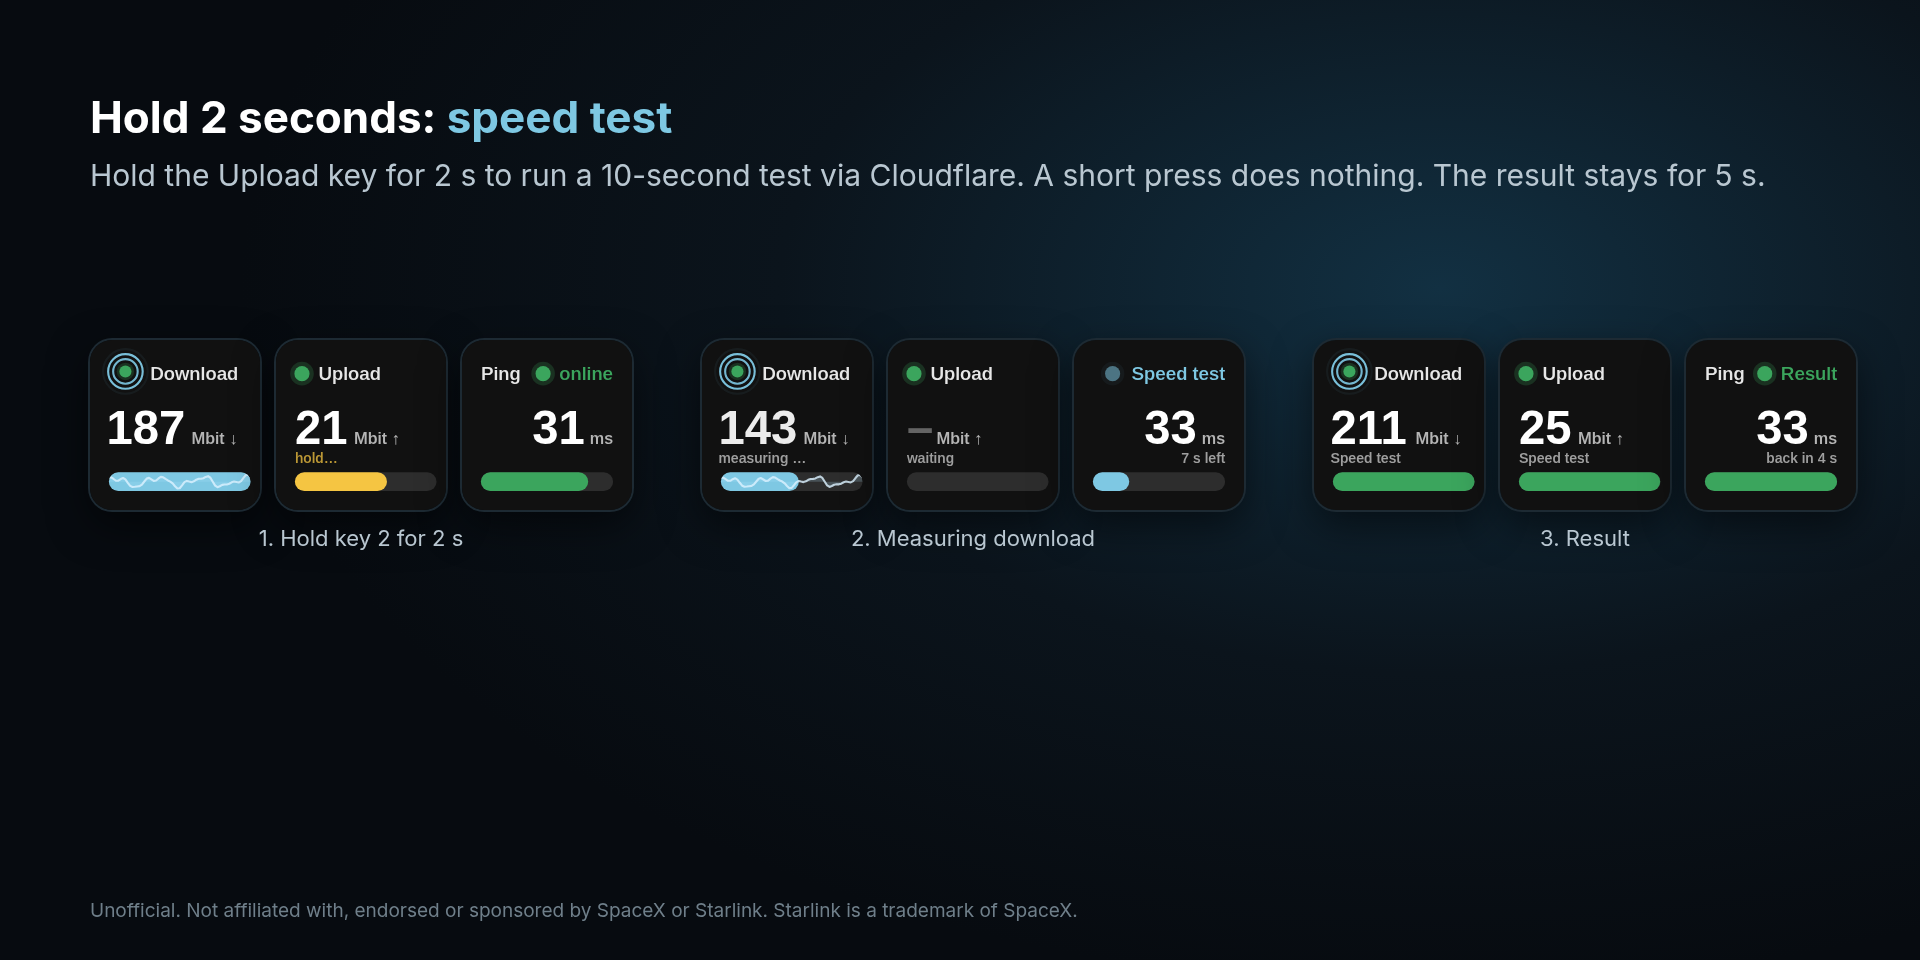 Hold 2 seconds: speed test
Hold the Upload key for 2 s to run a 10-second test via Cloudflare. A short press does nothing. The result stays for 5 s.
Download
187 Mbit ↓
Upload
21 Mbit ↑
hold...
Ping online
31 ms
1. Hold key 2 for 2 s
Download
143 Mbit ↓
measuring ...
Upload
– Mbit ↑
waiting
Speed test
33 ms
7 s left
2. Measuring download
Download
211 Mbit ↓
Speed test
Upload
25 Mbit ↑
Speed test
Ping Result
33 ms
back in 4 s
3. Result
Unofficial. Not affiliated with, endorsed or sponsored by SpaceX or Starlink. Starlink is a trademark of SpaceX.